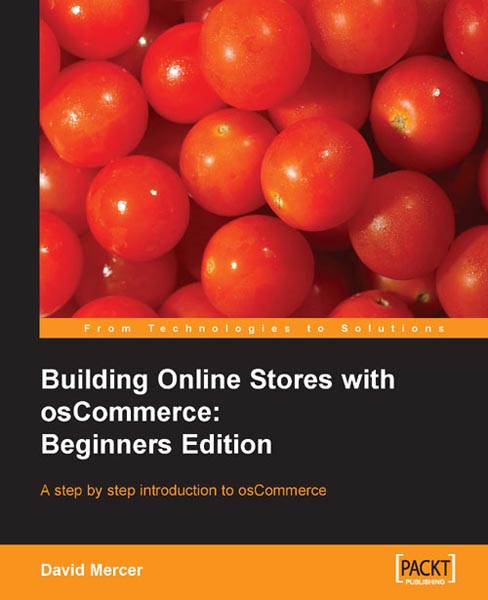 From Technologies to Solutions
Building Online Stores with
osCommerce:
Beginners Edition
A step by step introduction to osCommerce
David Mercer
[PACKT]
PUBLISHING